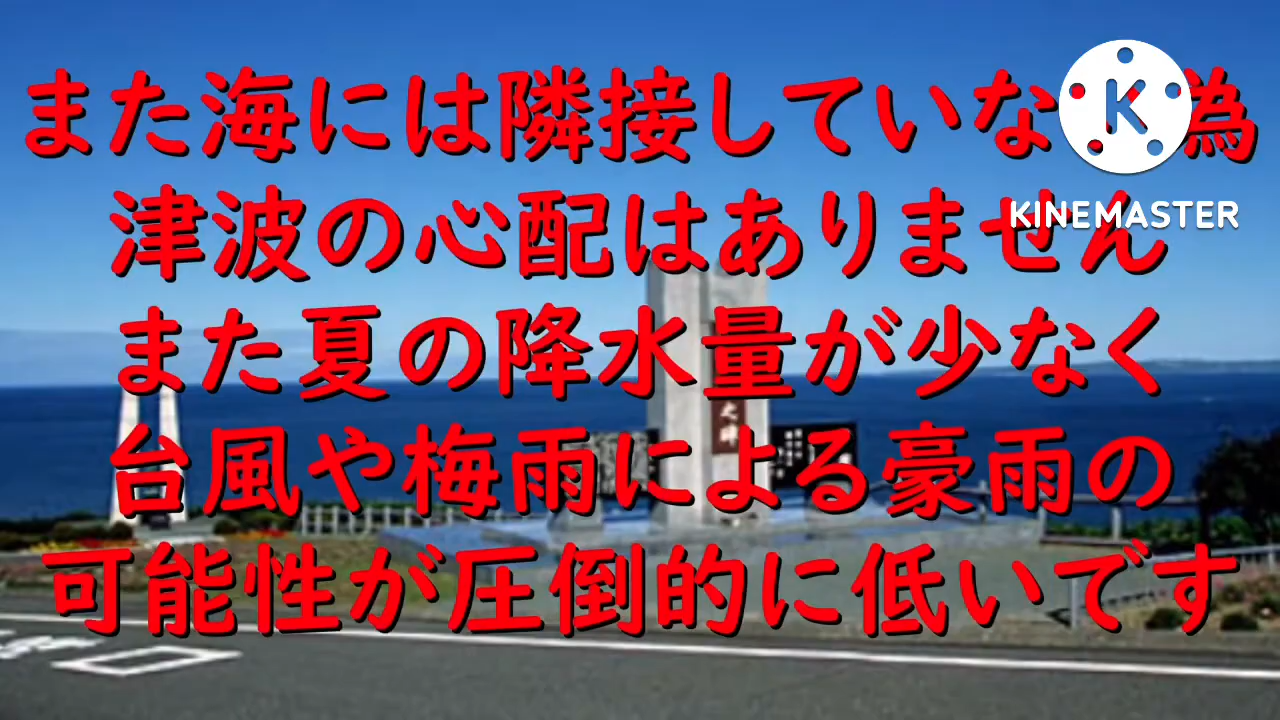 また海には隣接していな 為
津波の心配はありません
また夏の降水量が少なく
台風や梅雨による豪雨の
可能性が圧倒的に低いです
K
KINEMASTER